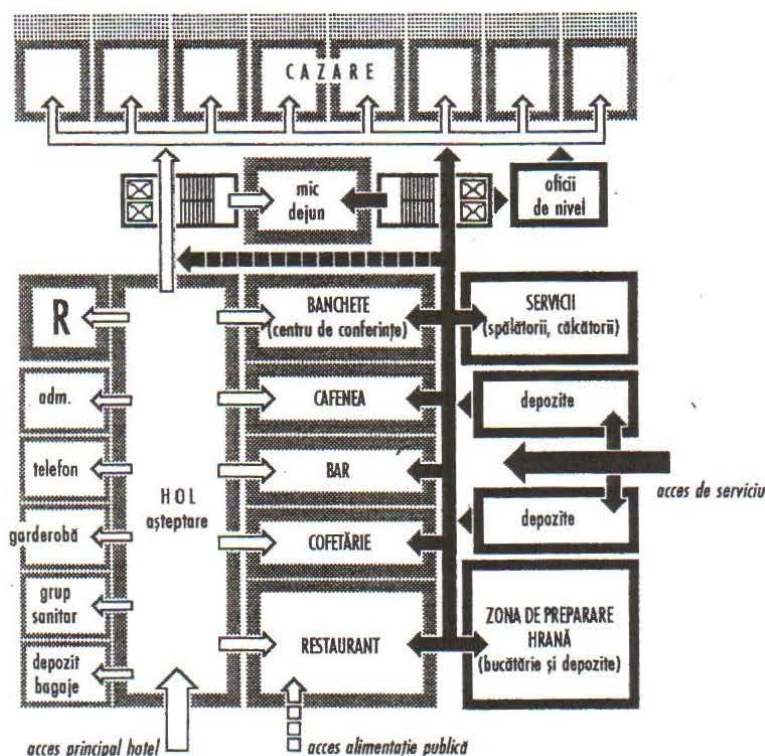 CAZARE
mic
dejun
oficii
de nivel
R
BANCHETE
(centru de conferințe)
SERVICII
(spălătorii, călcătorii)
adm.
CAFENEA
depozite
telefon
HOL
așteptare
BAR
acces de serviciu
garderobă
COFETĂRIE
depozite
grup
sanitar
RESTAURANT
ZONA DE PREPARARE
HRANĂ
(bucătărie și depozite)
depozit
bagaje
acces principal hotel
acces alimentație publică